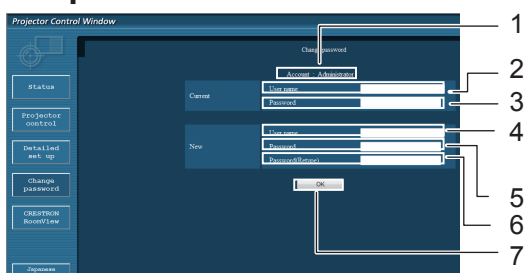 Projector Control Window
1
Change password
Account : Administrator
2
Status
User name
Current
Password
3
Projector
control
User name
4
Detailed
set up
New
Password
5
Password(Retype)
6
Change
password
OK
7
CRESTRON
RoomView
Japanese